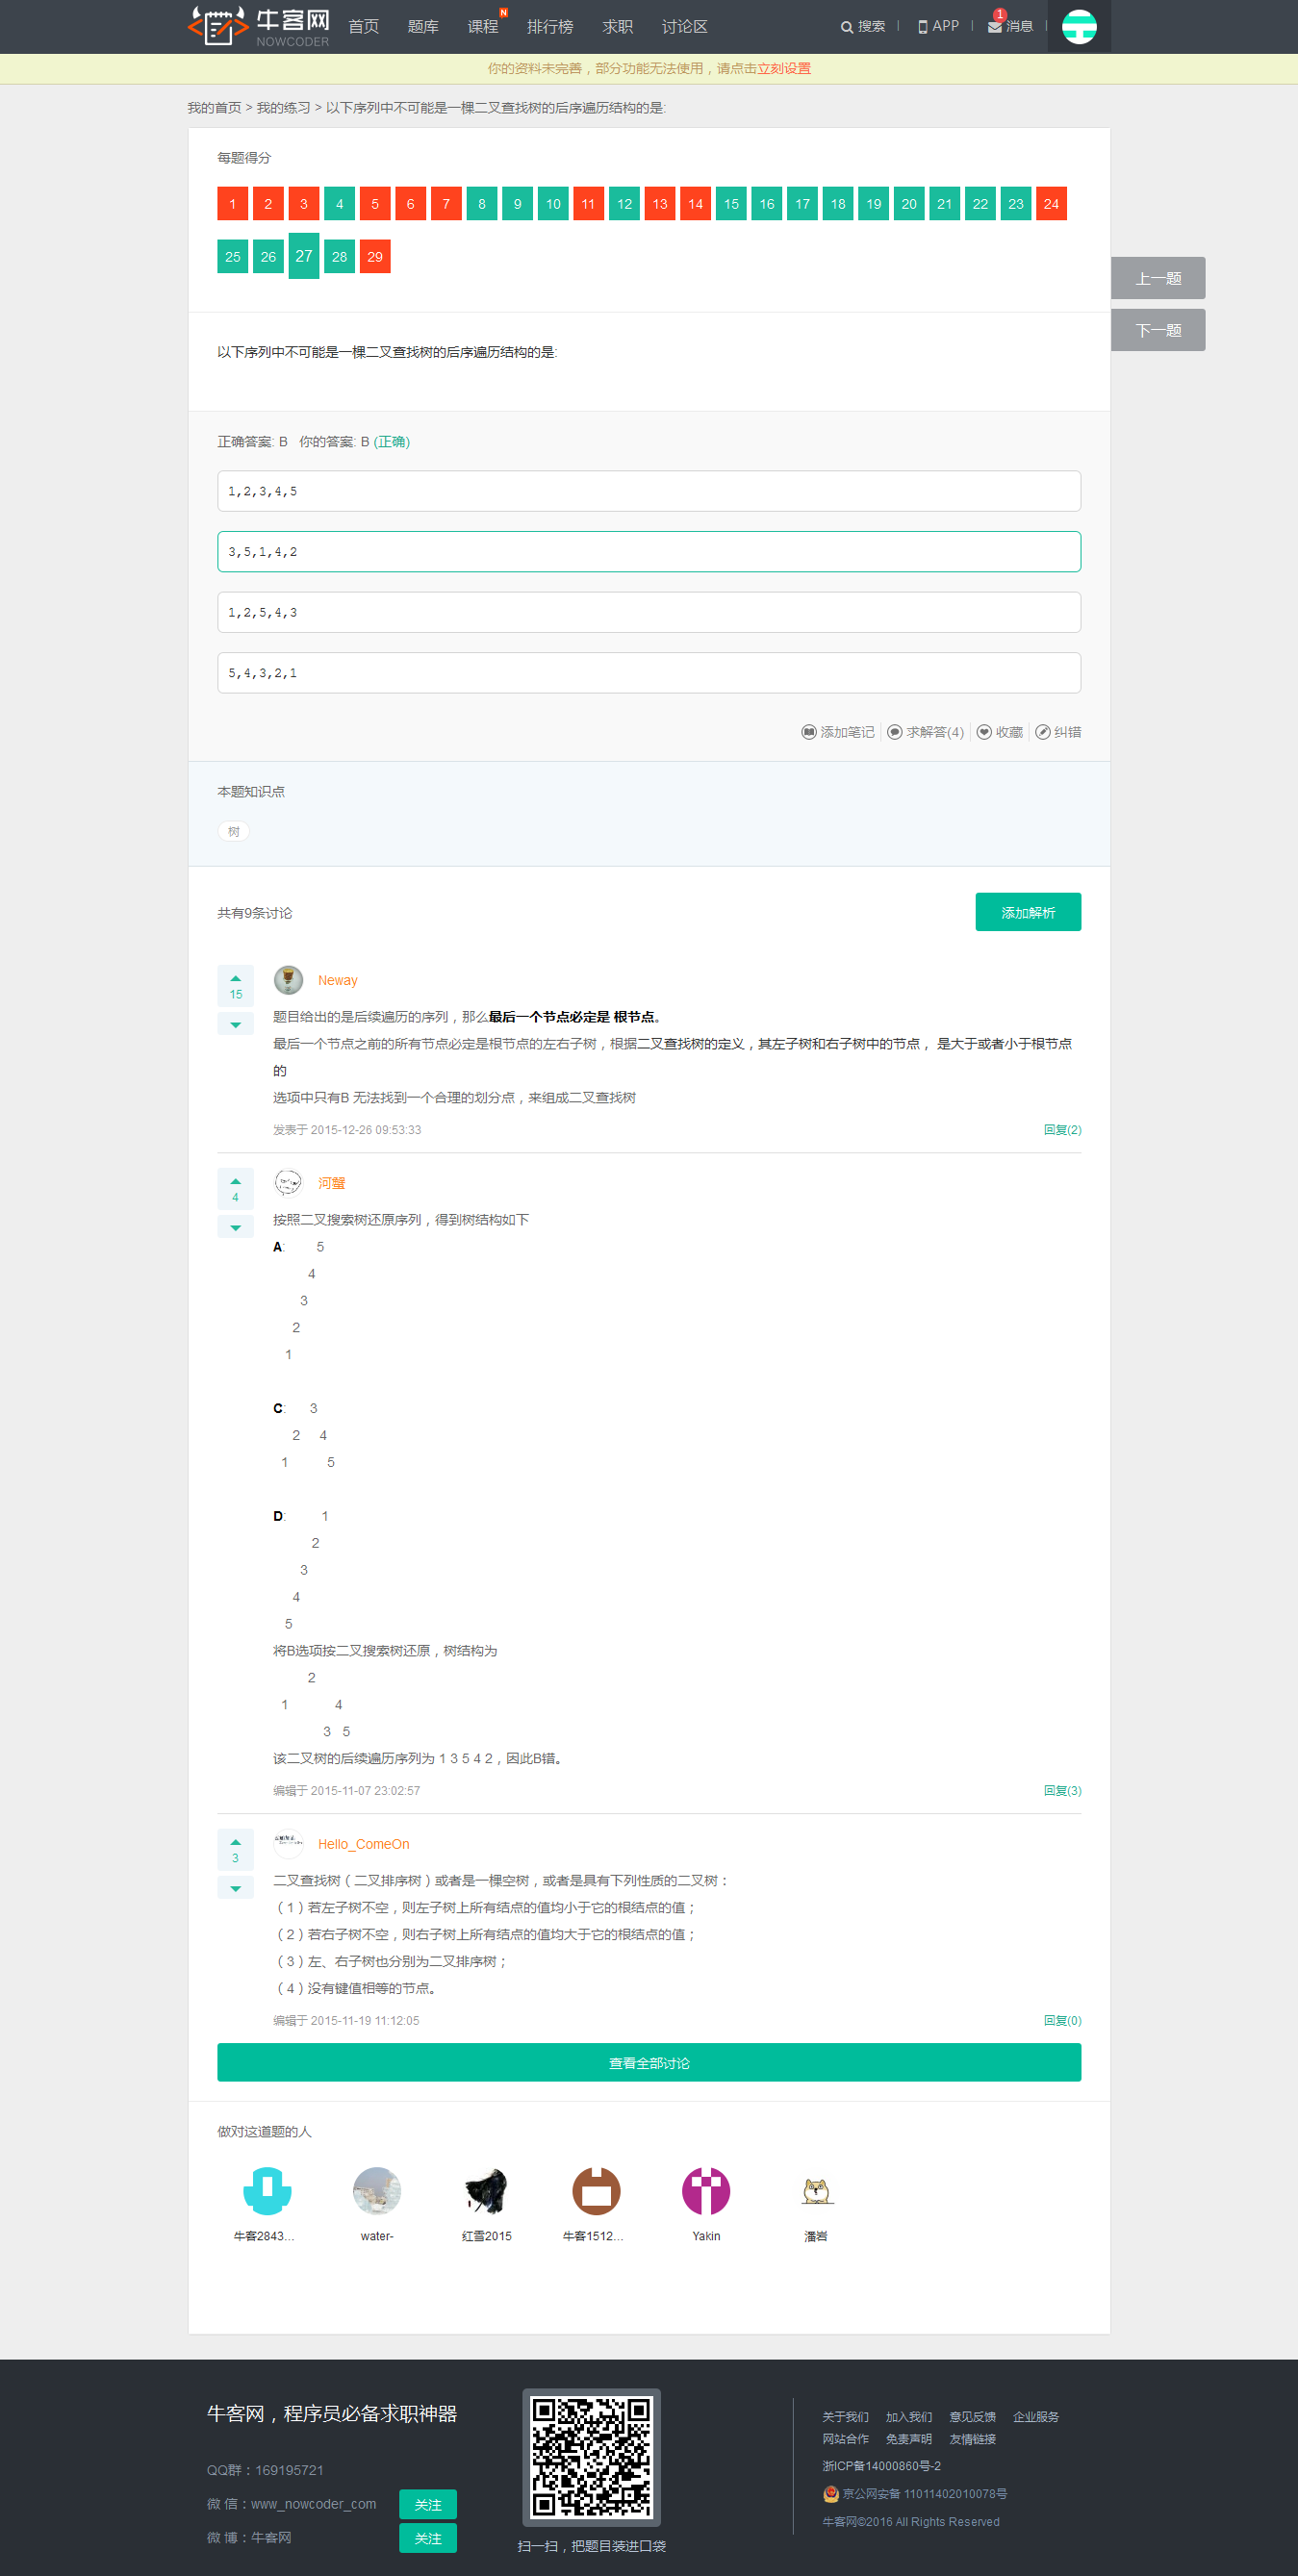 牛客网
NOWCODER
首页 题库 课程 N 排行榜 求职 讨论区
搜索 APP 1 消息
你的资料未完善，部分功能无法使用，请点击立刻设置
我的首页 > 我的练习 > 以下序列中不可能是一棵二叉查找树的后序遍历结构的是:
每题得分
1 2 3 4 5 6 7 8 9 10 11 12 13 14 15 16 17 18 19 20 21 22 23 24
25 26 27 28 29
上一题
下一题
以下序列中不可能是一棵二叉查找树的后序遍历结构的是:
正确答案: B 你的答案: B (正确)
1,2,3,4,5
3,5,1,4,2
1,2,5,4,3
5,4,3,2,1
添加笔记 求解答(4) 收藏 纠错
本题知识点
树
共有9条讨论
添加解析
15
Neway
题目给出的是后续遍历的序列，那么最后一个节点必定是 根节点。
最后一个节点之前的所有节点必定是根节点的左右子树，根据二叉查找树的定义，其左子树和右子树中的节点， 是大于或者小于根节点
的
选项中只有B 无法找到一个合理的划分点，来组成二叉查找树
发表于 2015-12-26 09:53:33
回复(2)
4
河蟹
按照二叉搜索树还原序列，得到树结构如下
A: 5
4
3
2
1
C: 3
2 4
1 5
D: 1
2
3
4
5
将B选项按二叉搜索树还原，树结构为
2
1 4
3 5
该二叉树的后续遍历序列为 1 3 5 4 2，因此B错。
编辑于 2015-11-07 23:02:57
回复(3)
3
Hello_ComeOn
二叉查找树（二叉排序树）或者是一棵空树，或者是具有下列性质的二叉树：
（1）若左子树不空，则左子树上所有结点的值均小于它的根结点的值；
（2）若右子树不空，则右子树上所有结点的值均大于它的根结点的值；
（3）左、右子树也分别为二叉排序树；
（4）没有键值相等的节点。
编辑于 2015-11-19 11:12:05
回复(0)
查看全部讨论
做对这道题的人
牛客2843... water- 红雪2015 牛客1512... Yakin 潘岩
牛客网，程序员必备求职神器
QQ群：169195721
微 信：www_nowcoder_com 关注
微 博：牛客网 关注
扫一扫，把题目装进口袋
关于我们 加入我们 意见反馈 企业服务
网站合作 免责声明 友情链接
浙ICP备14000860号-2
京公网安备 11011402010078号
牛客网©2016 All Rights Reserved